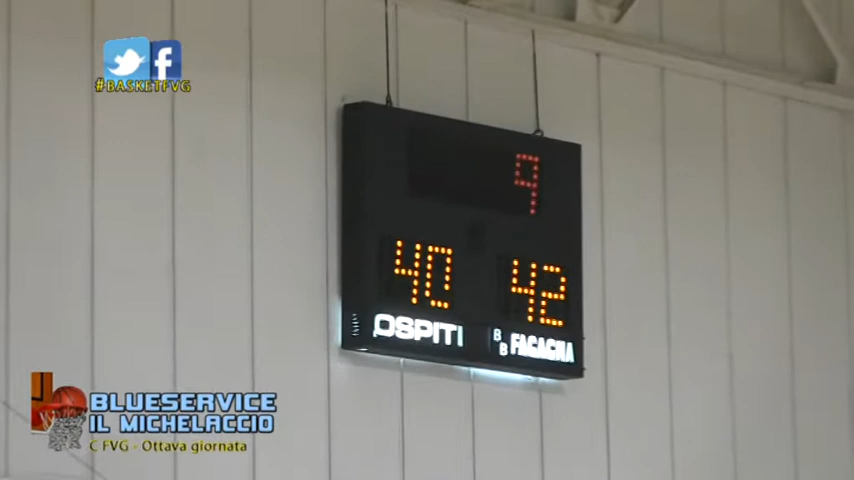 #BASKETFVG
9
40 42
OSPITI B B FAGAGNA
BLUESERVICE
IL MICHELACCIO
C FVG - Ottava giornata